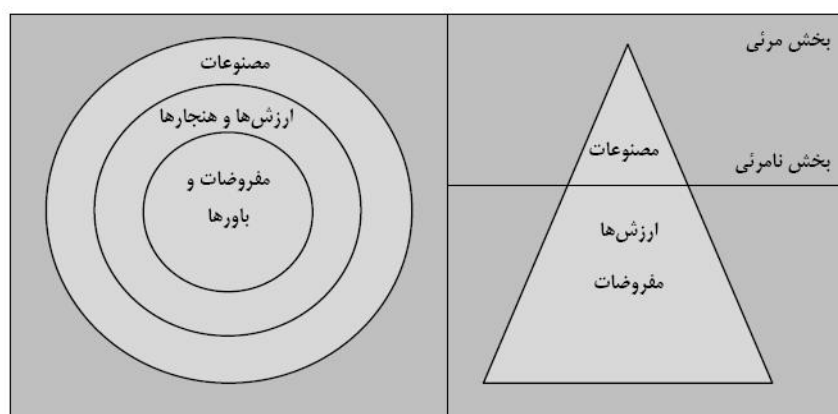 بخش مرئی
مصنوعات
بخش نامرئی
ارزش‌ها
مفروضات
مصنوعات
ارزش‌ها و هنجارها
مفروضات و
باورها